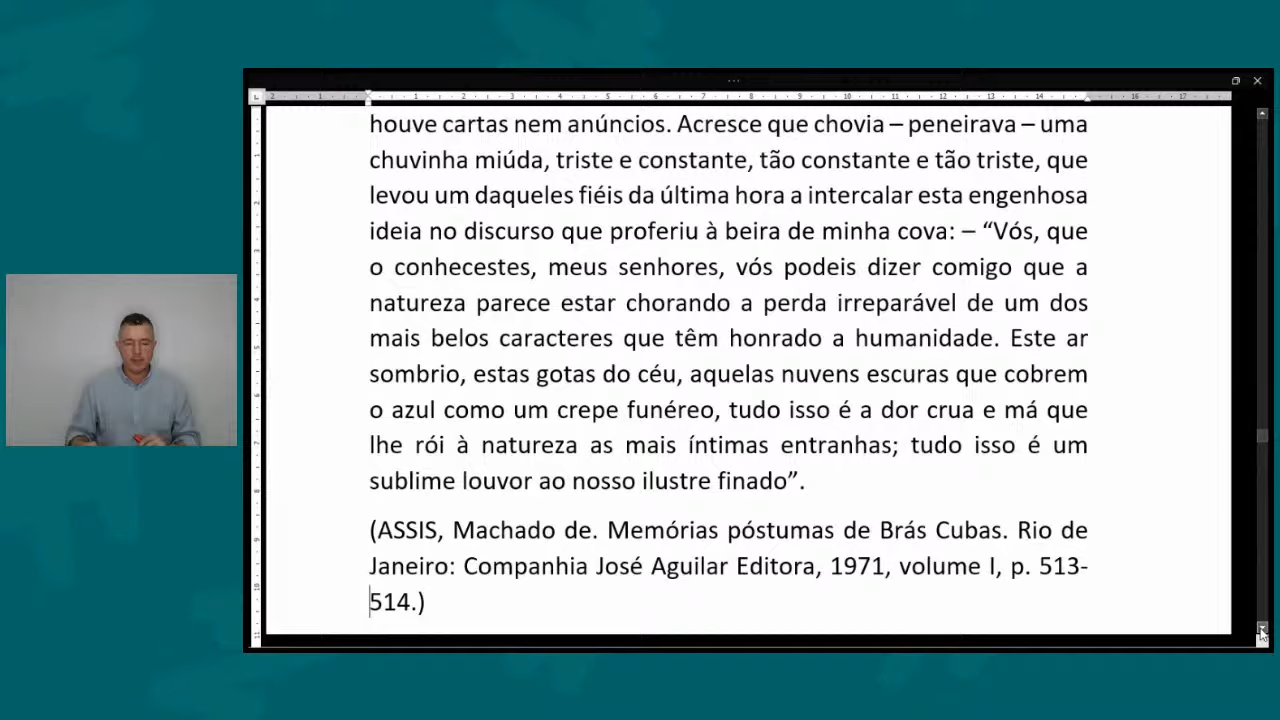 houve cartas nem anúncios. Acresce que chovia – peneirava – uma
chuvinha miúda, triste e constante, tão constante e tão triste, que
levou um daqueles fiéis da última hora a intercalar esta engenhosa
ideia no discurso que proferiu à beira de minha cova: – “Vós, que
o conhecestes, meus senhores, vós podeis dizer comigo que a
natureza parece estar chorando a perda irreparável de um dos
mais belos caracteres que têm honrado a humanidade. Este ar
sombrio, estas gotas do céu, aquelas nuvens escuras que cobrem
o azul como um crepe funéreo, tudo isso é a dor crua e má que
lhe rói à natureza as mais íntimas entranhas; tudo isso é um
sublime louvor ao nosso ilustre finado”.
(ASSIS, Machado de. Memórias póstumas de Brás Cubas. Rio de
Janeiro: Companhia José Aguilar Editora, 1971, volume I, p. 513-
514.)